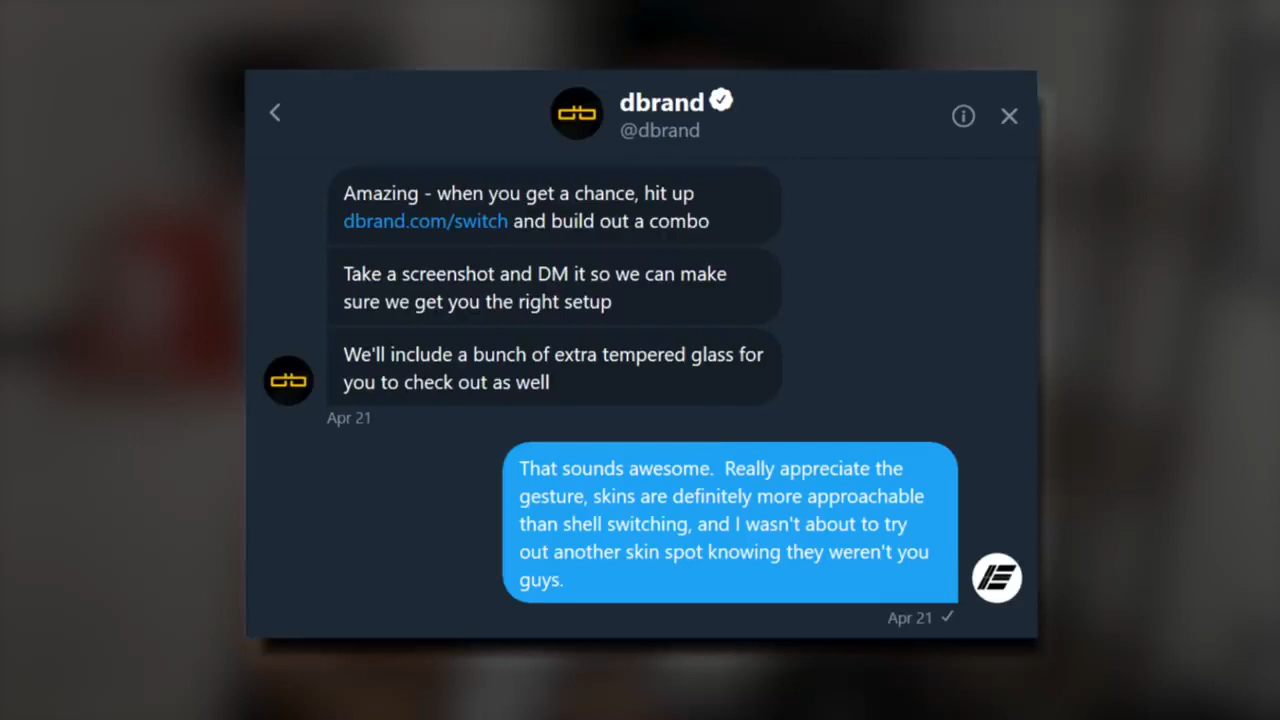 dbrand
@dbrand
Amazing - when you get a chance, hit up
dbrand.com/switch and build out a combo
Take a screenshot and DM it so we can make
sure we get you the right setup
We'll include a bunch of extra tempered glass for
you to check out as well
Apr 21
That sounds awesome.  Really appreciate the
gesture, skins are definitely more approachable
than shell switching, and I wasn't about to try
out another skin spot knowing they weren't you
guys.
Apr 21